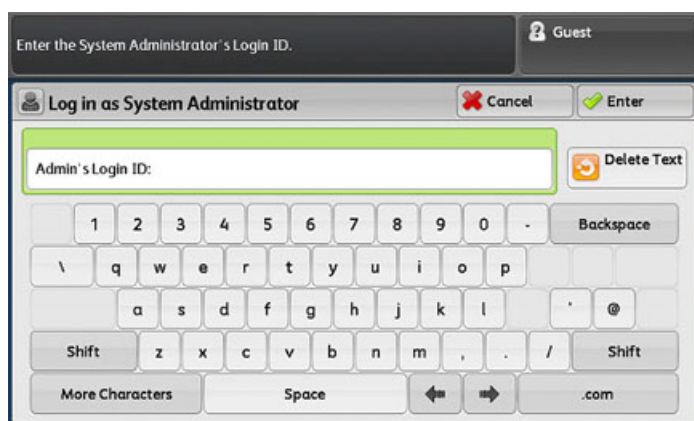 Enter the System Administrator's Login ID.
Guest
Log in as System Administrator
Cancel
Enter
Admin's Login ID:
Delete Text
1 2 3 4 5 6 7 8 9 0 - Backspace
\ q w e r t y u i o p
a s d f g h j k l ' @
Shift z x c v b n m , . / Shift
More Characters Space .com